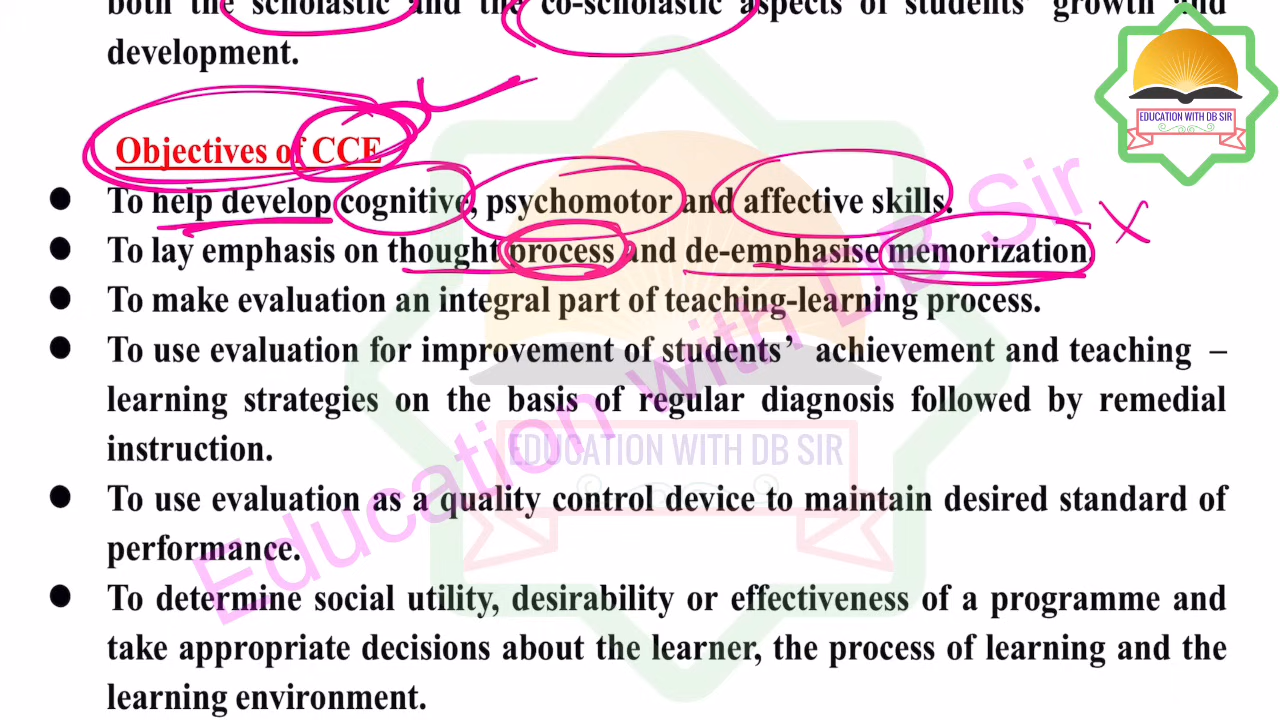 both the scholastic and the co-scholastic aspects of students' growth and
development.
EDUCATION WITH DB SIR
Objectives of CCE
● To help develop cognitive, psychomotor and affective skills.
● To lay emphasis on thought process and de-emphasise memorization.
● To make evaluation an integral part of teaching-learning process.
● To use evaluation for improvement of students' achievement and teaching –
learning strategies on the basis of regular diagnosis followed by remedial
instruction.
● To use evaluation as a quality control device to maintain desired standard of
performance.
● To determine social utility, desirability or effectiveness of a programme and
take appropriate decisions about the learner, the process of learning and the
learning environment.
Education with DB Sir
EDUCATION WITH DB SIR